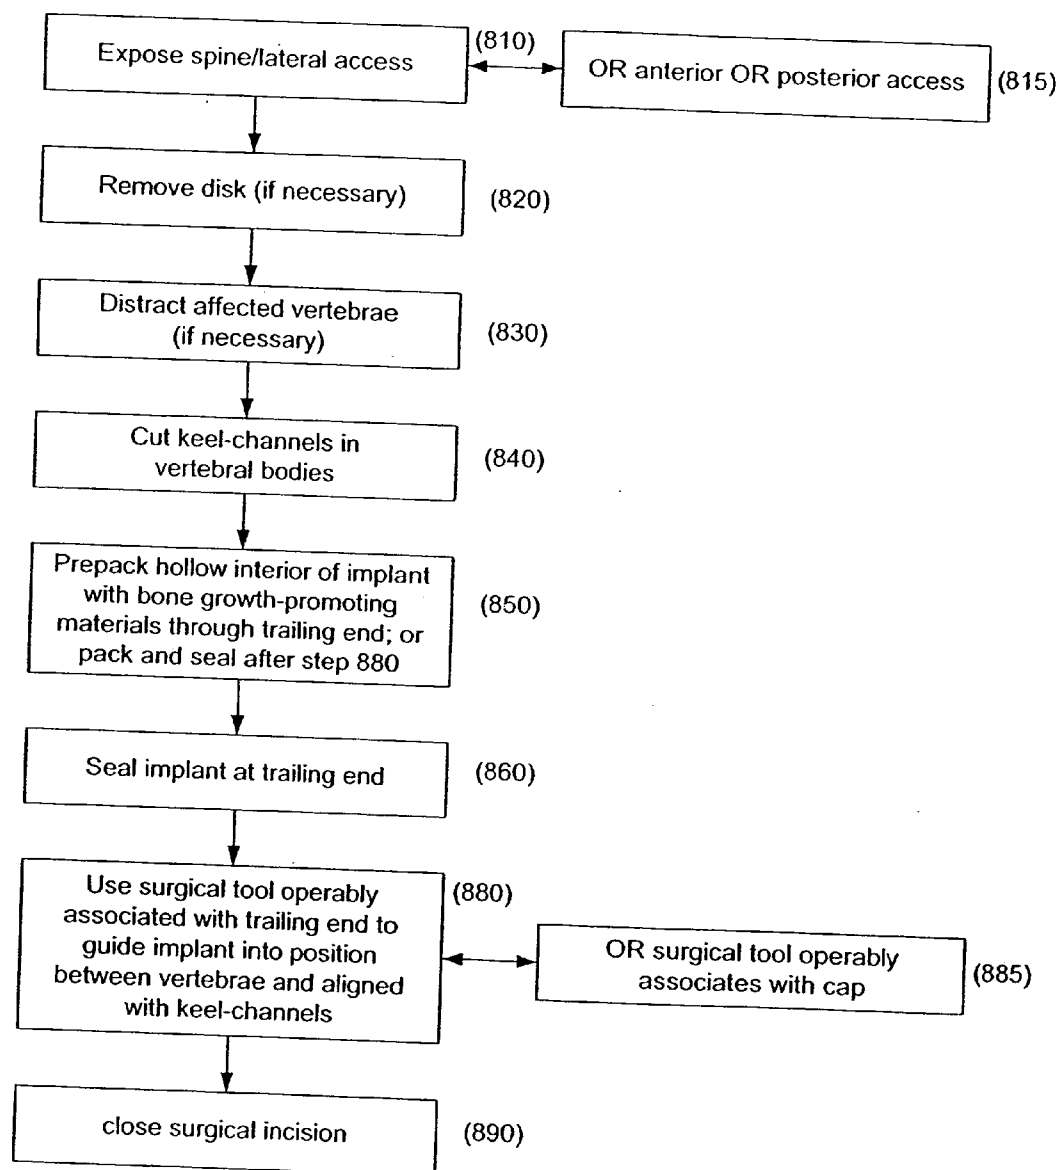 Expose spine/lateral access
(810)
OR anterior OR posterior access
(815)
Remove disk (if necessary)
(820)
Distract affected vertebrae
(if necessary)
(830)
Cut keel-channels in
vertebral bodies
(840)
Prepack hollow interior of implant
with bone growth-promoting
materials through trailing end; or
pack and seal after step 880
(850)
Seal implant at trailing end
(860)
Use surgical tool operably
associated with trailing end to
guide implant into position
between vertebrae and aligned
with keel-channels
(880)
OR surgical tool operably
associates with cap
(885)
close surgical incision
(890)